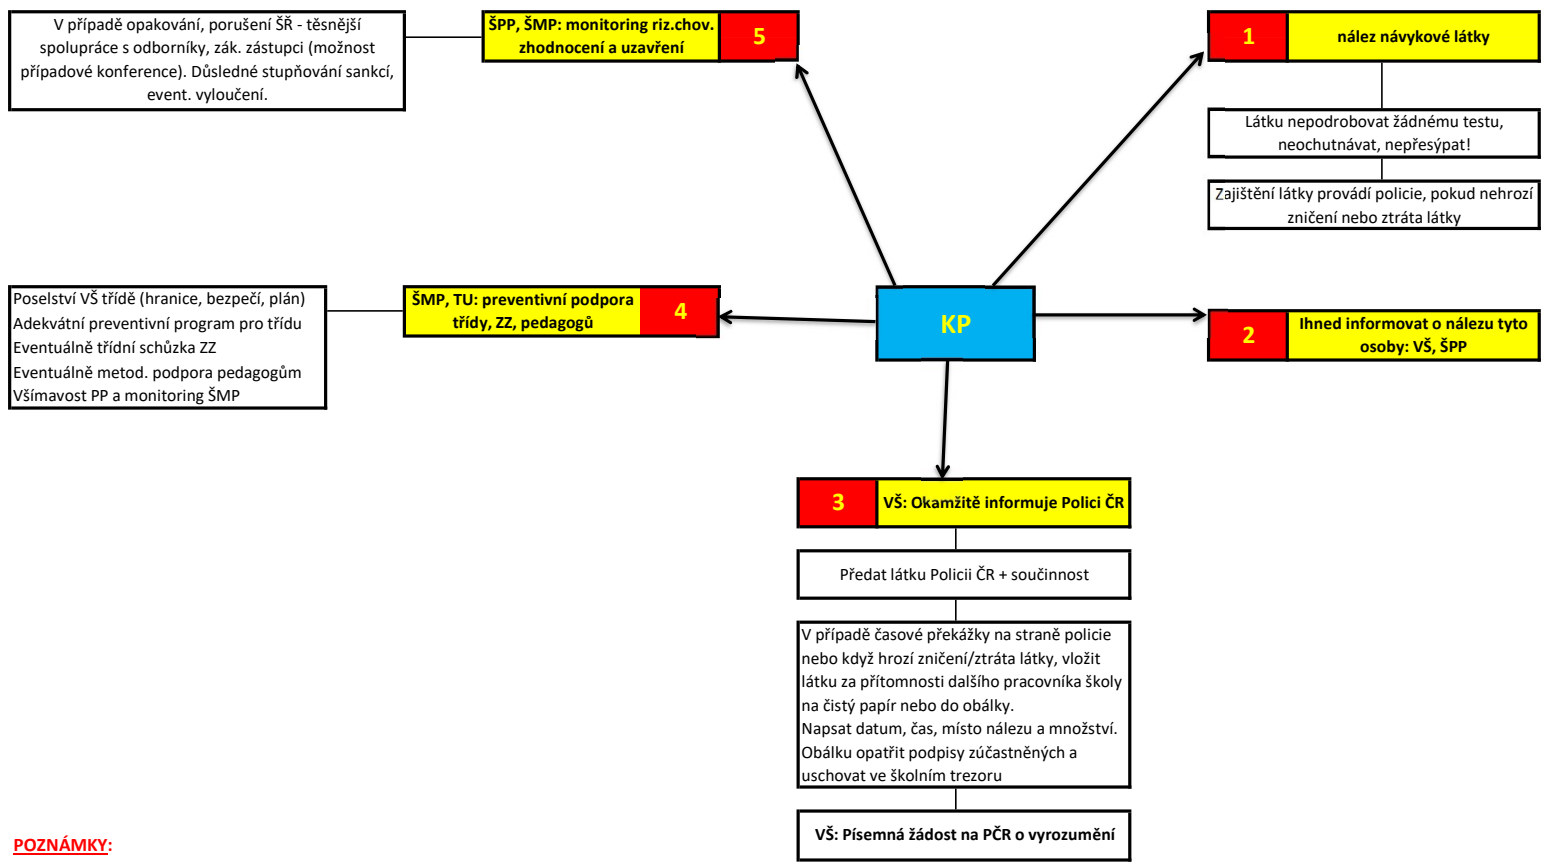 V případě opakování, porušení ŠŘ - těsnější
spolupráce s odborníky, zák. zástupci (možnost
případové konference). Důsledné stupňování sankcí,
event. vyloučení.
ŠPP, ŠMP: monitoring riz.chov.
zhodnocení a uzavření
5
1
nález návykové látky
Látku nepodrobovat žádnému testu,
neochutnávat, nepřesýpat!
Zajištění látky provádí policie, pokud nehrozí
zničení nebo ztráta látky
Poselství VŠ třídě (hranice, bezpečí, plán)
Adekvátní preventivní program pro třídu
Eventuálně třídní schůzka ZZ
Eventuálně metod. podpora pedagogům
Všímavost PP a monitoring ŠMP
ŠMP, TU: preventivní podpora
třídy, ZZ, pedagogů
4
KP
2
Ihned informovat o nálezu tyto
osoby: VŠ, ŠPP
3
VŠ: Okamžitě informuje Polici ČR
Předat látku Policii ČR + součinnost
V případě časové překážky na straně policie
nebo když hrozí zničení/ztráta látky, vložit
látku za přítomnosti dalšího pracovníka školy
na čistý papír nebo do obálky.
Napsat datum, čas, místo nálezu a množství.
Obálku opatřit podpisy zúčastněných a
uschovat ve školním trezoru
VŠ: Písemná žádost na PČR o vyrozumění
POZNÁMKY: